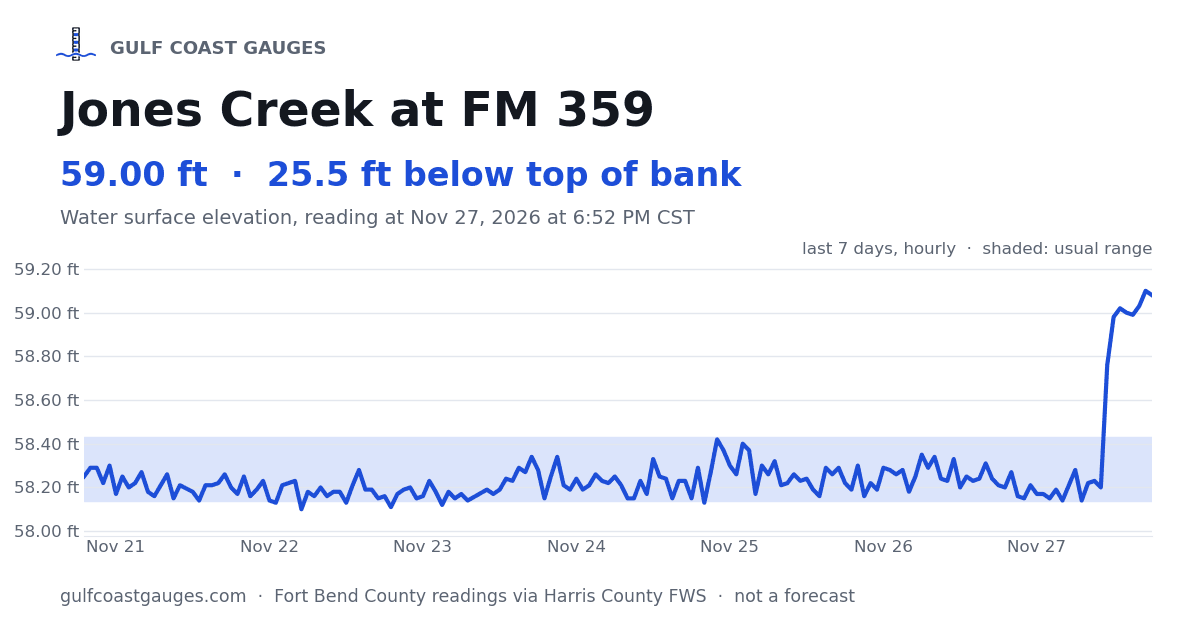 GULF COAST GAUGES
Jones Creek at FM 359
59.00 ft · 25.5 ft below top of bank
Water surface elevation, reading at Nov 27, 2026 at 6:52 PM CST
last 7 days, hourly · shaded: usual range
59.20 ft
59.00 ft
58.80 ft
58.60 ft
58.40 ft
58.20 ft
58.00 ft
Nov 21 Nov 22 Nov 23 Nov 24 Nov 25 Nov 26 Nov 27
gulfcoastgauges.com · Fort Bend County readings via Harris County FWS · not a forecast